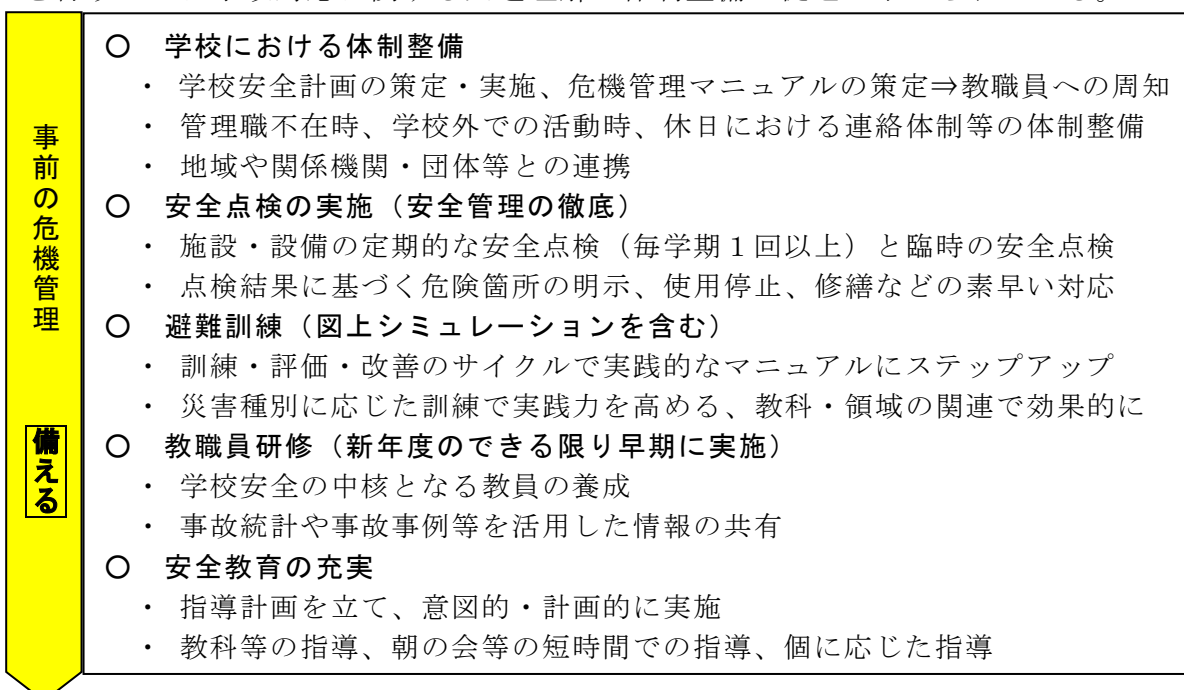 事前の危機管理
備える
○ 学校における体制整備
・ 学校安全計画の策定・実施、危機管理マニュアルの策定⇒教職員への周知
・ 管理職不在時、学校外での活動時、休日における連絡体制等の体制整備
・ 地域や関係機関・団体等との連携
○ 安全点検の実施（安全管理の徹底）
・ 施設・設備の定期的な安全点検（毎学期１回以上）と臨時の安全点検
・ 点検結果に基づく危険箇所の明示、使用停止、修繕などの素早い対応
○ 避難訓練（図上シミュレーションを含む）
・ 訓練・評価・改善のサイクルで実践的なマニュアルにステップアップ
・ 災害種別に応じた訓練で実践力を高める、教科・領域の関連で効果的に
○ 教職員研修（新年度のできる限り早期に実施）
・ 学校安全の中核となる教員の養成
・ 事故統計や事故事例等を活用した情報の共有
○ 安全教育の充実
・ 指導計画を立て、意図的・計画的に実施
・ 教科等の指導、朝の会等の短時間での指導、個に応じた指導